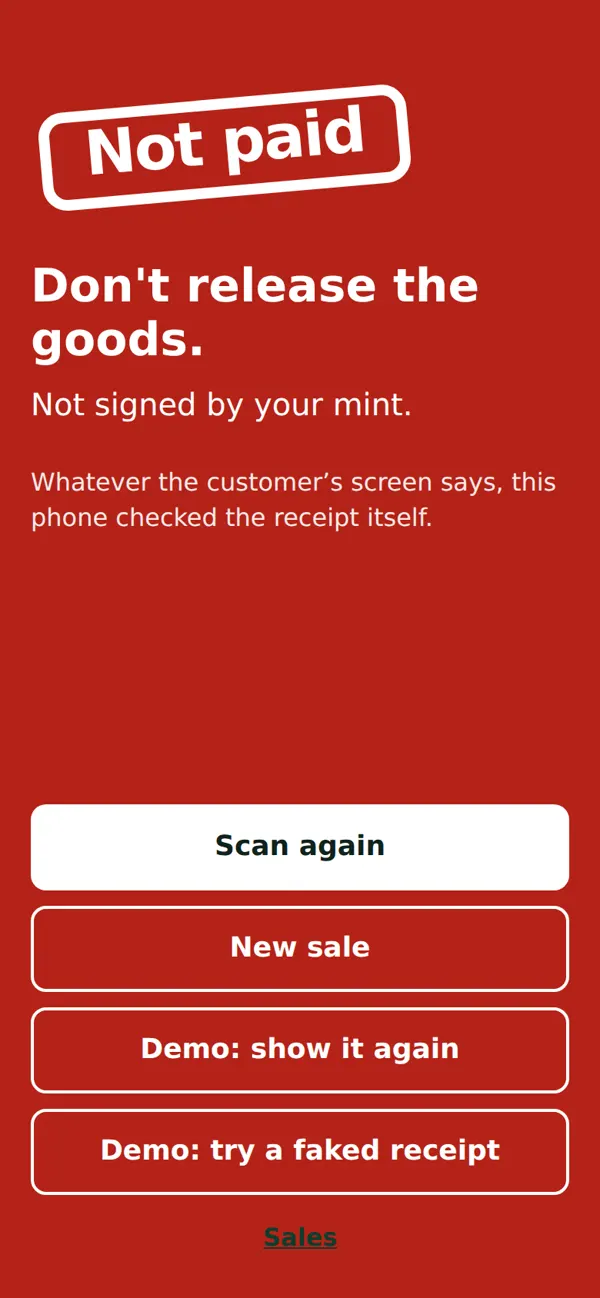 Not paid
Don't release the
goods.
Not signed by your mint.
Whatever the customer’s screen says, this
phone checked the receipt itself.
Scan again
New sale
Demo: show it again
Demo: try a faked receipt
Sales